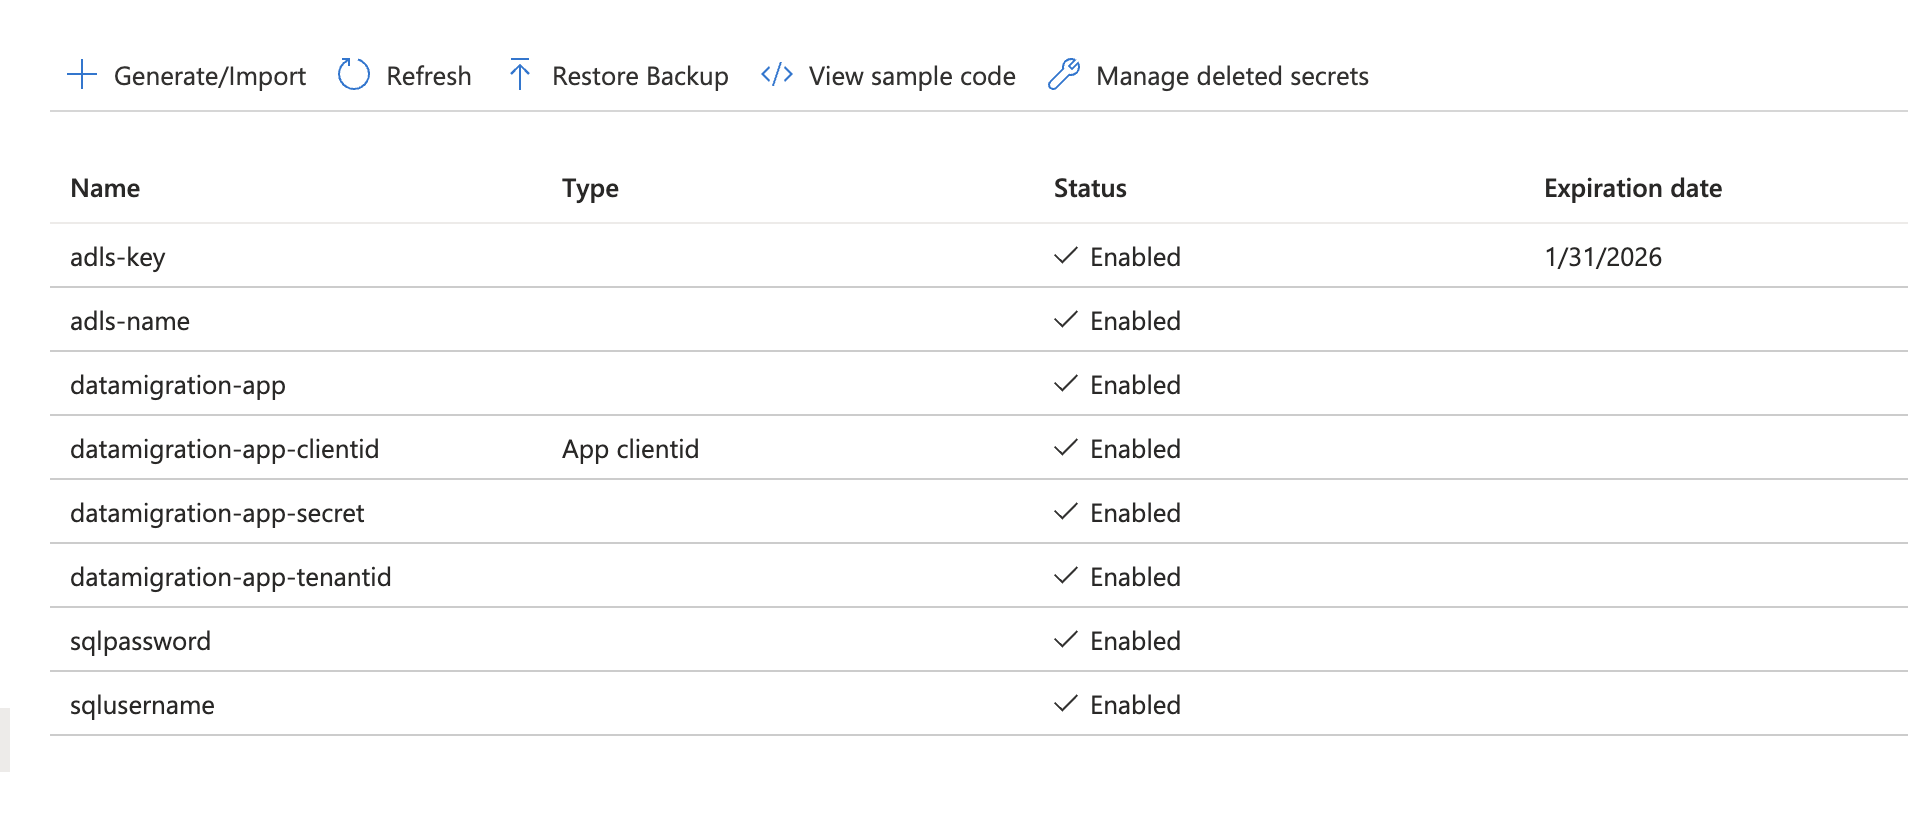 Generate/Import Refresh Restore Backup View sample code Manage deleted secrets
Name Type Status Expiration date
adls-key Enabled 1/31/2026
adls-name Enabled
datamigration-app Enabled
datamigration-app-clientid App clientid Enabled
datamigration-app-secret Enabled
datamigration-app-tenantid Enabled
sqlpassword Enabled
sqlusername Enabled